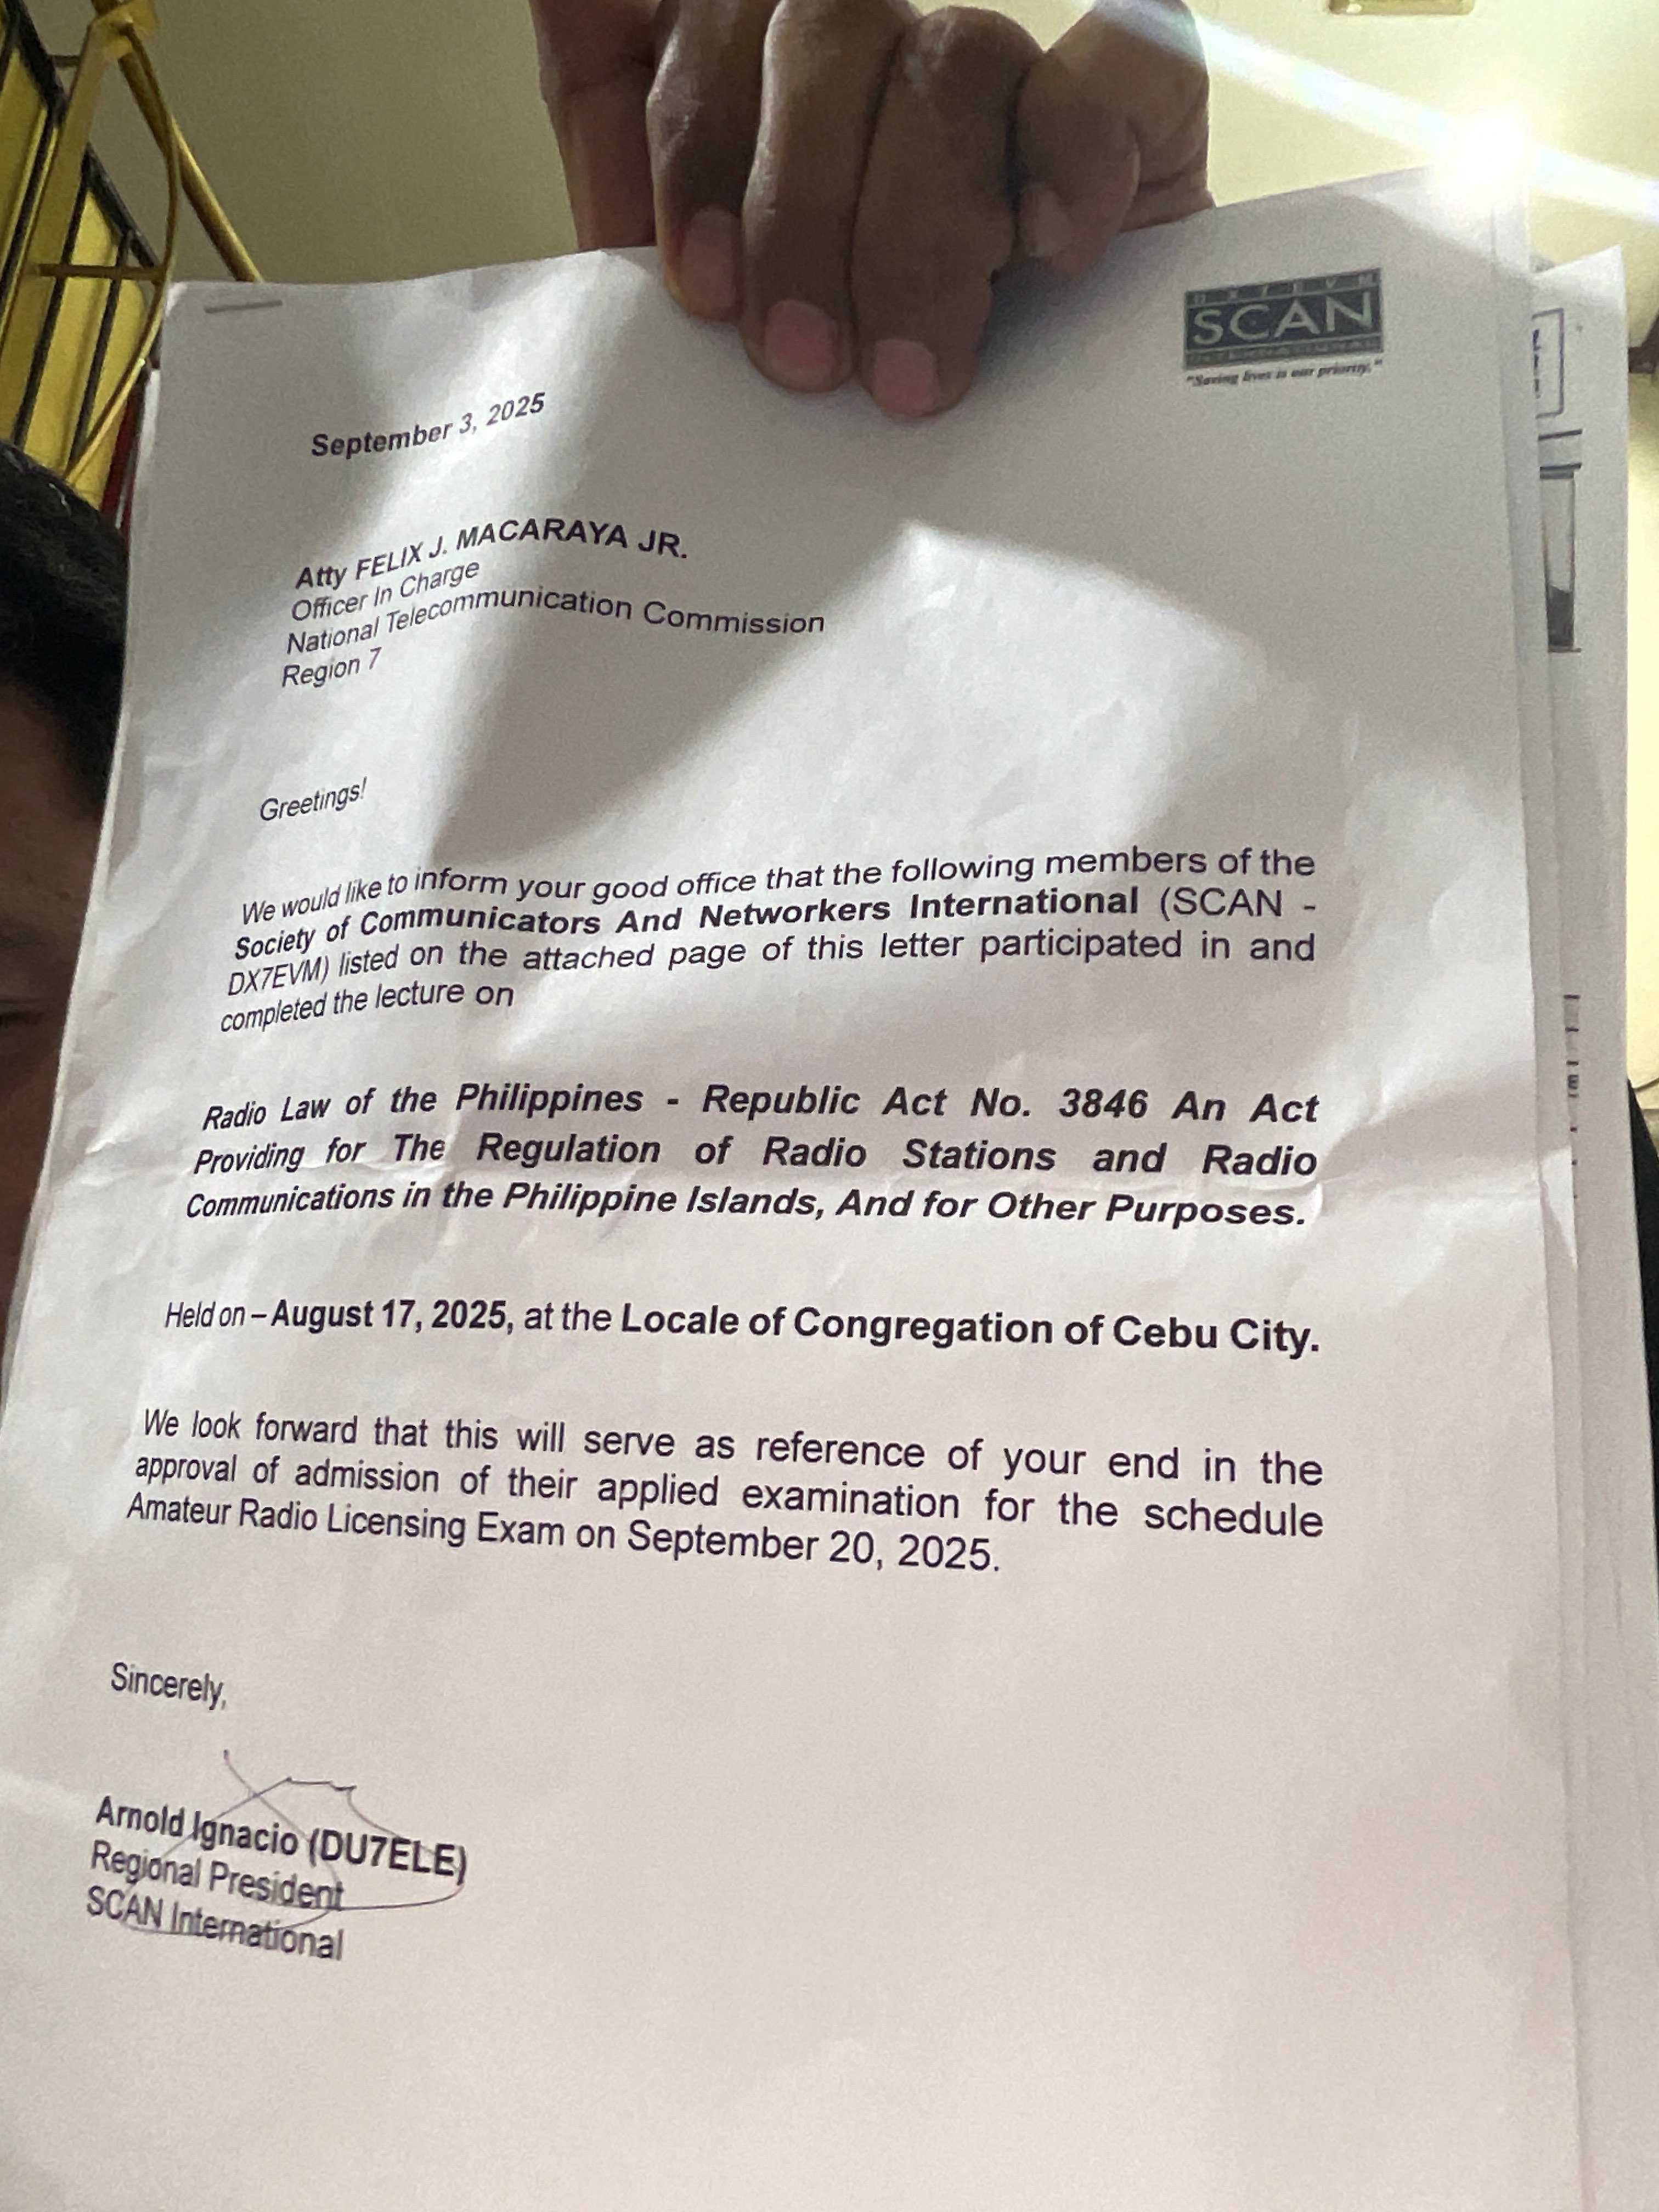 DX7EVM
SCAN
INTERNATIONAL
"Saving lives is our priority."
September 3, 2025
Atty FELIX J. MACARAYA JR.
Officer In Charge
National Telecommunication Commission
Region 7
Greetings!
We would like to inform your good office that the following members of the
Society of Communicators And Networkers International (SCAN -
DX7EVM) listed on the attached page of this letter participated in and
completed the lecture on
Radio Law of the Philippines - Republic Act No. 3846 An Act
Providing for The Regulation of Radio Stations and Radio
Communications in the Philippine Islands, And for Other Purposes.
Held on – August 17, 2025, at the Locale of Congregation of Cebu City.
We look forward that this will serve as reference of your end in the
approval of admission of their applied examination for the schedule
Amateur Radio Licensing Exam on September 20, 2025.
Sincerely,
Arnold Ignacio (DU7ELE)
Regional President
SCAN International